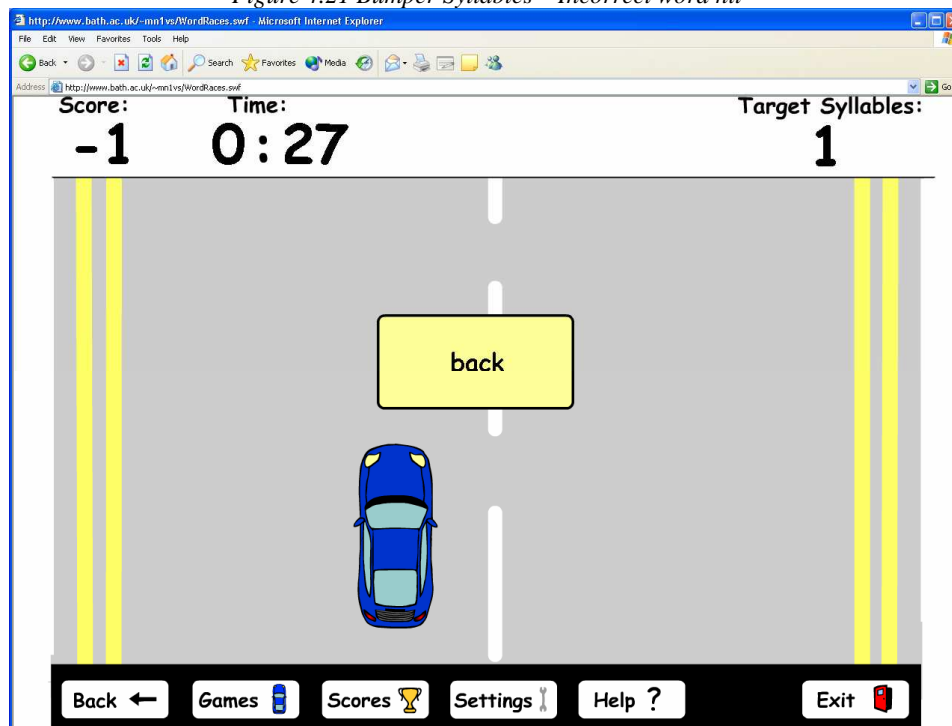 Figure 4.21 Bumper Syllables – Incorrect word hit
http://www.bath.ac.uk/~mn1vs/WordRaces.swf - Microsoft Internet Explorer
File Edit View Favorites Tools Help
Back Search Favorites Media
Address http://www.bath.ac.uk/~mn1vs/WordRaces.swf Go
Score: Time: Target Syllables:
-1 0:27 1
back
Back Games Scores Settings Help ? Exit